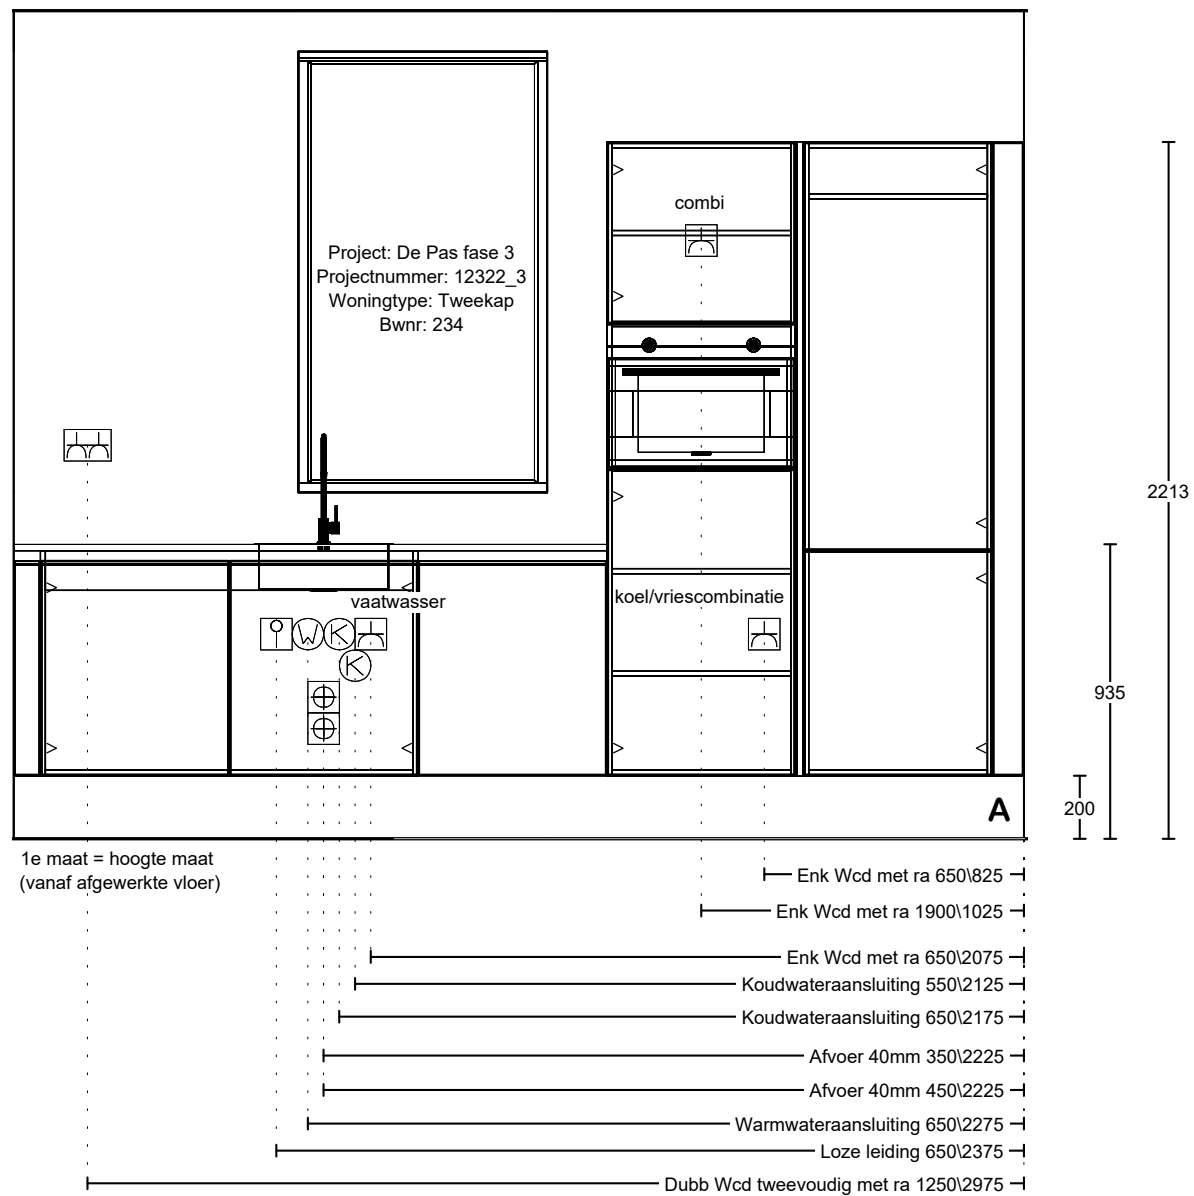 combi
Project: De Pas fase 3
Projectnummer: 12322_3
Woningtype: Tweekap
Bwnr: 234
2213
vaatwasser
koel/vriescombinatie
W K
K
935
200
A
1e maat = hoogte maat
(vanaf afgewerkte vloer)
Enk Wcd met ra 650\825
Enk Wcd met ra 1900\1025
Enk Wcd met ra 650\2075
Koudwateraansluiting 550\2125
Koudwateraansluiting 650\2175
Afvoer 40mm 350\2225
Afvoer 40mm 450\2225
Warmwateraansluiting 650\2275
Loze leiding 650\2375
Dubb Wcd tweevoudig met ra 1250\2975